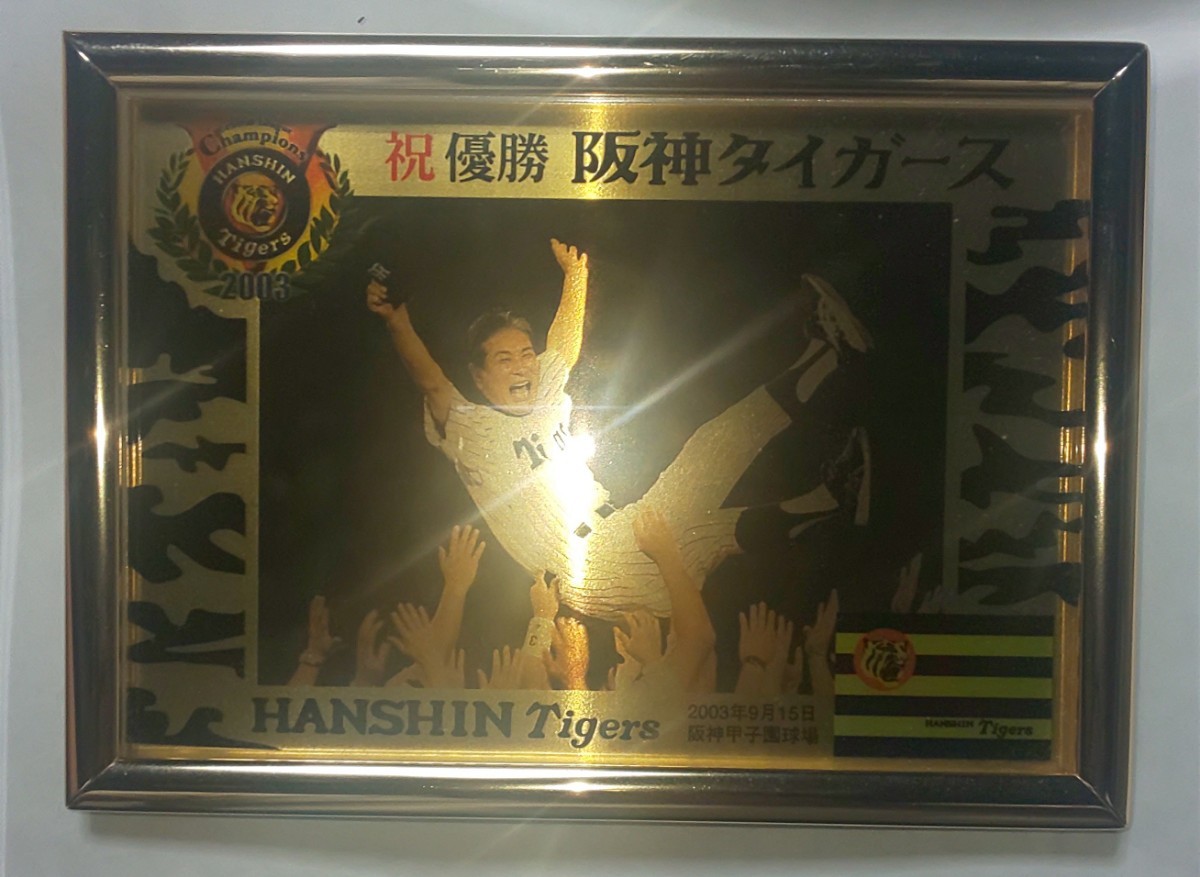 Champions
HANSHIN
Tigers
2003
祝 優勝 阪神タイガース
HANSHIN Tigers
2003年9月15日
阪神甲子園球場
HANSHIN Tigers